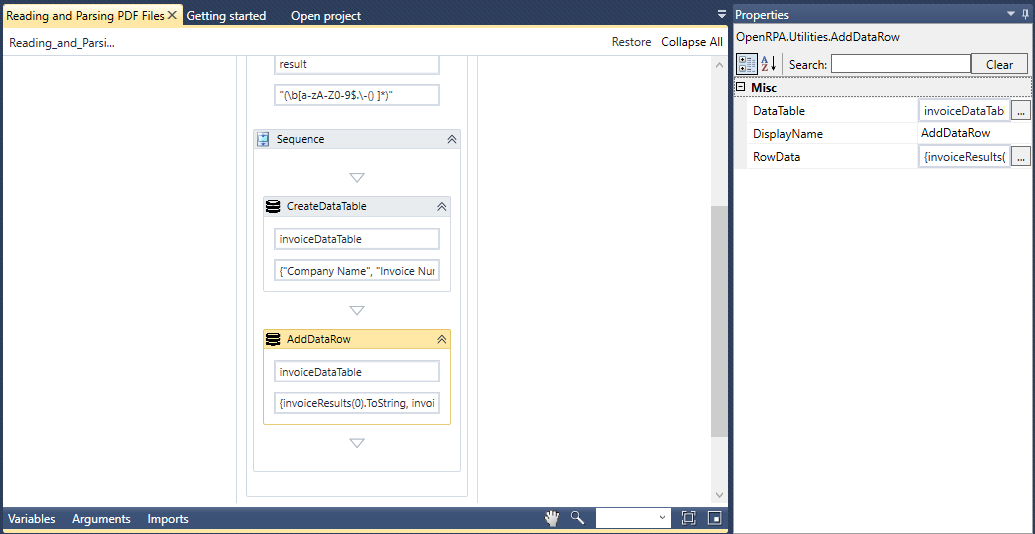 Reading and Parsing PDF Files
Getting started
Open project
Reading_and_Parsi...
Restore
Collapse All
result
"(\b[a-zA-Z0-9$.\-() ]*)"
Sequence
CreateDataTable
invoiceDataTable
{"Company Name", "Invoice Nur
AddDataRow
invoiceDataTable
{invoiceResults(0).ToString, invoi
Variables
Arguments
Imports
Properties
OpenRPA.Utilities.AddDataRow
A
Z
Search:
Clear
Misc
DataTable
invoiceDataTab
...
DisplayName
AddDataRow
RowData
{invoiceResults(
...